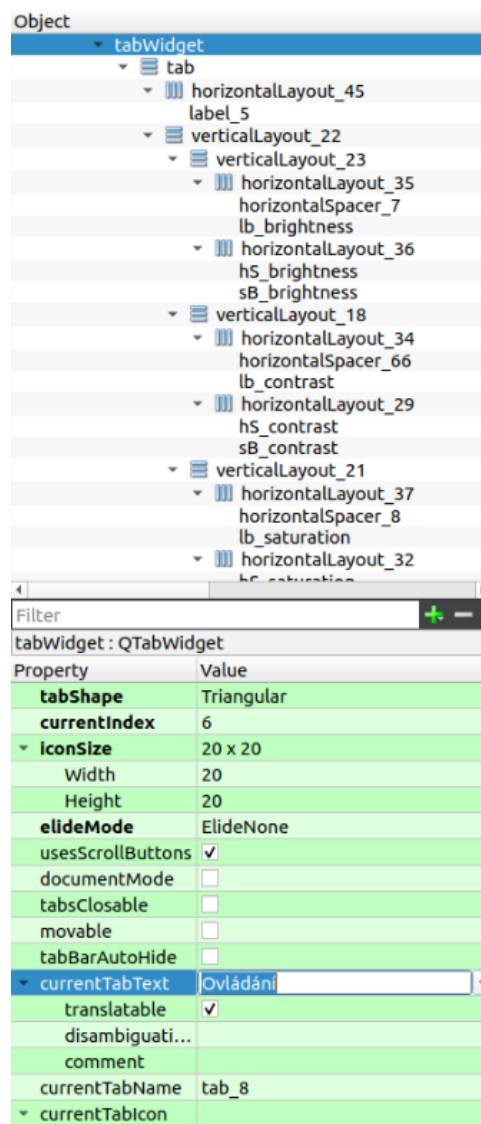 Object
tabWidget
tab
horizontalLayout_45
label_5
verticalLayout_22
verticalLayout_23
horizontalLayout_35
horizontalSpacer_7
lb_brightness
horizontalLayout_36
hS_brightness
sB_brightness
verticalLayout_18
horizontalLayout_34
horizontalSpacer_66
lb_contrast
horizontalLayout_29
hS_contrast
sB_contrast
verticalLayout_21
horizontalLayout_37
horizontalSpacer_8
lb_saturation
horizontalLayout_32
hS_saturation
Filter
tabWidget : QTabWidget
Property Value
tabShape Triangular
currentIndex 6
iconSize 20 x 20
Width 20
Height 20
elideMode ElideNone
usesScrollButtons
documentMode
tabsClosable
movable
tabBarAutoHide
currentTabText Ovládání
translatable
disambiguati...
comment
currentTabName tab_8
currentTabIcon